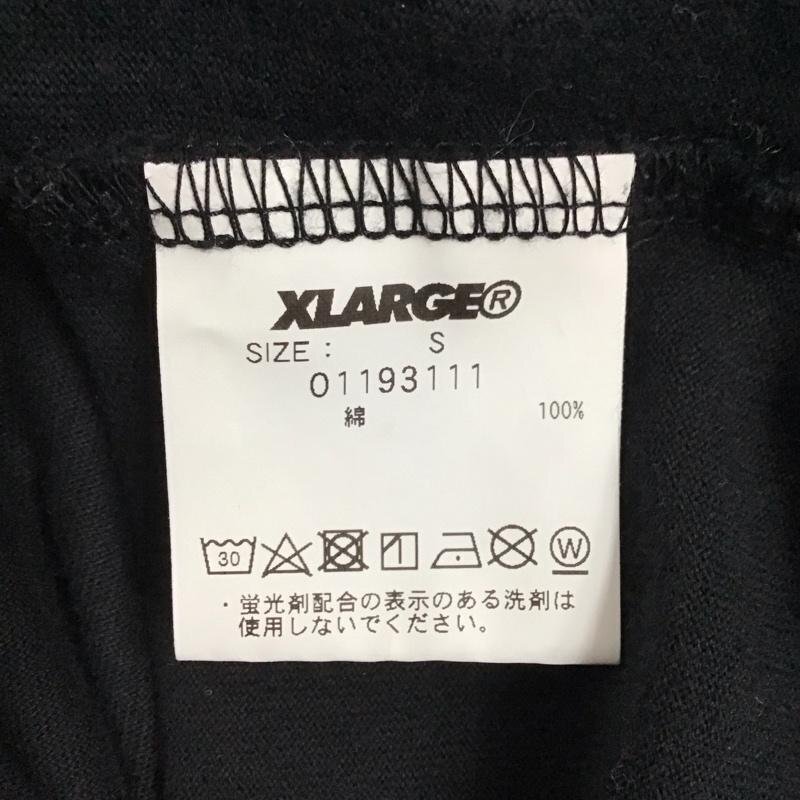 XLARGE®
SIZE : S
01193111
綿 100%
30 W
・蛍光剤配合の表示のある洗剤は
使用しないでください。